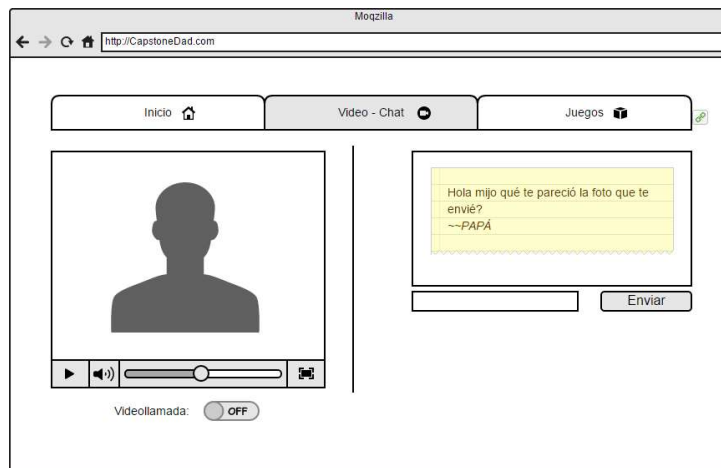 Moqzilla
http://CapstoneDad.com
Inicio
Video - Chat
Juegos
Hola mijo qué te pareció la foto que te
envié?
~~PAPÁ
Enviar
Videollamada:
OFF